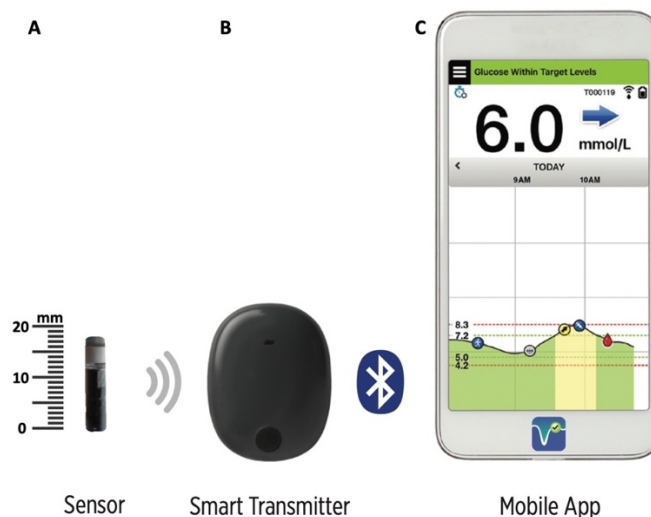 A
B
C
Glucose Within Target Levels
T000119
6.0
mmol/L
TODAY
9AM
10AM
mm
20
10
0
8.3
7.2
5.0
4.2
Sensor
Smart Transmitter
Mobile App